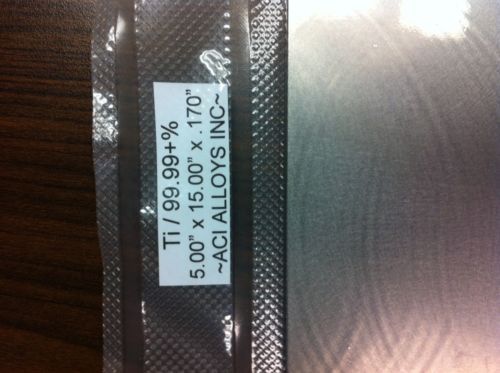 Ti / 99.99+%
5.00" x 15.00" x .170"
~ACI ALLOYS INC~